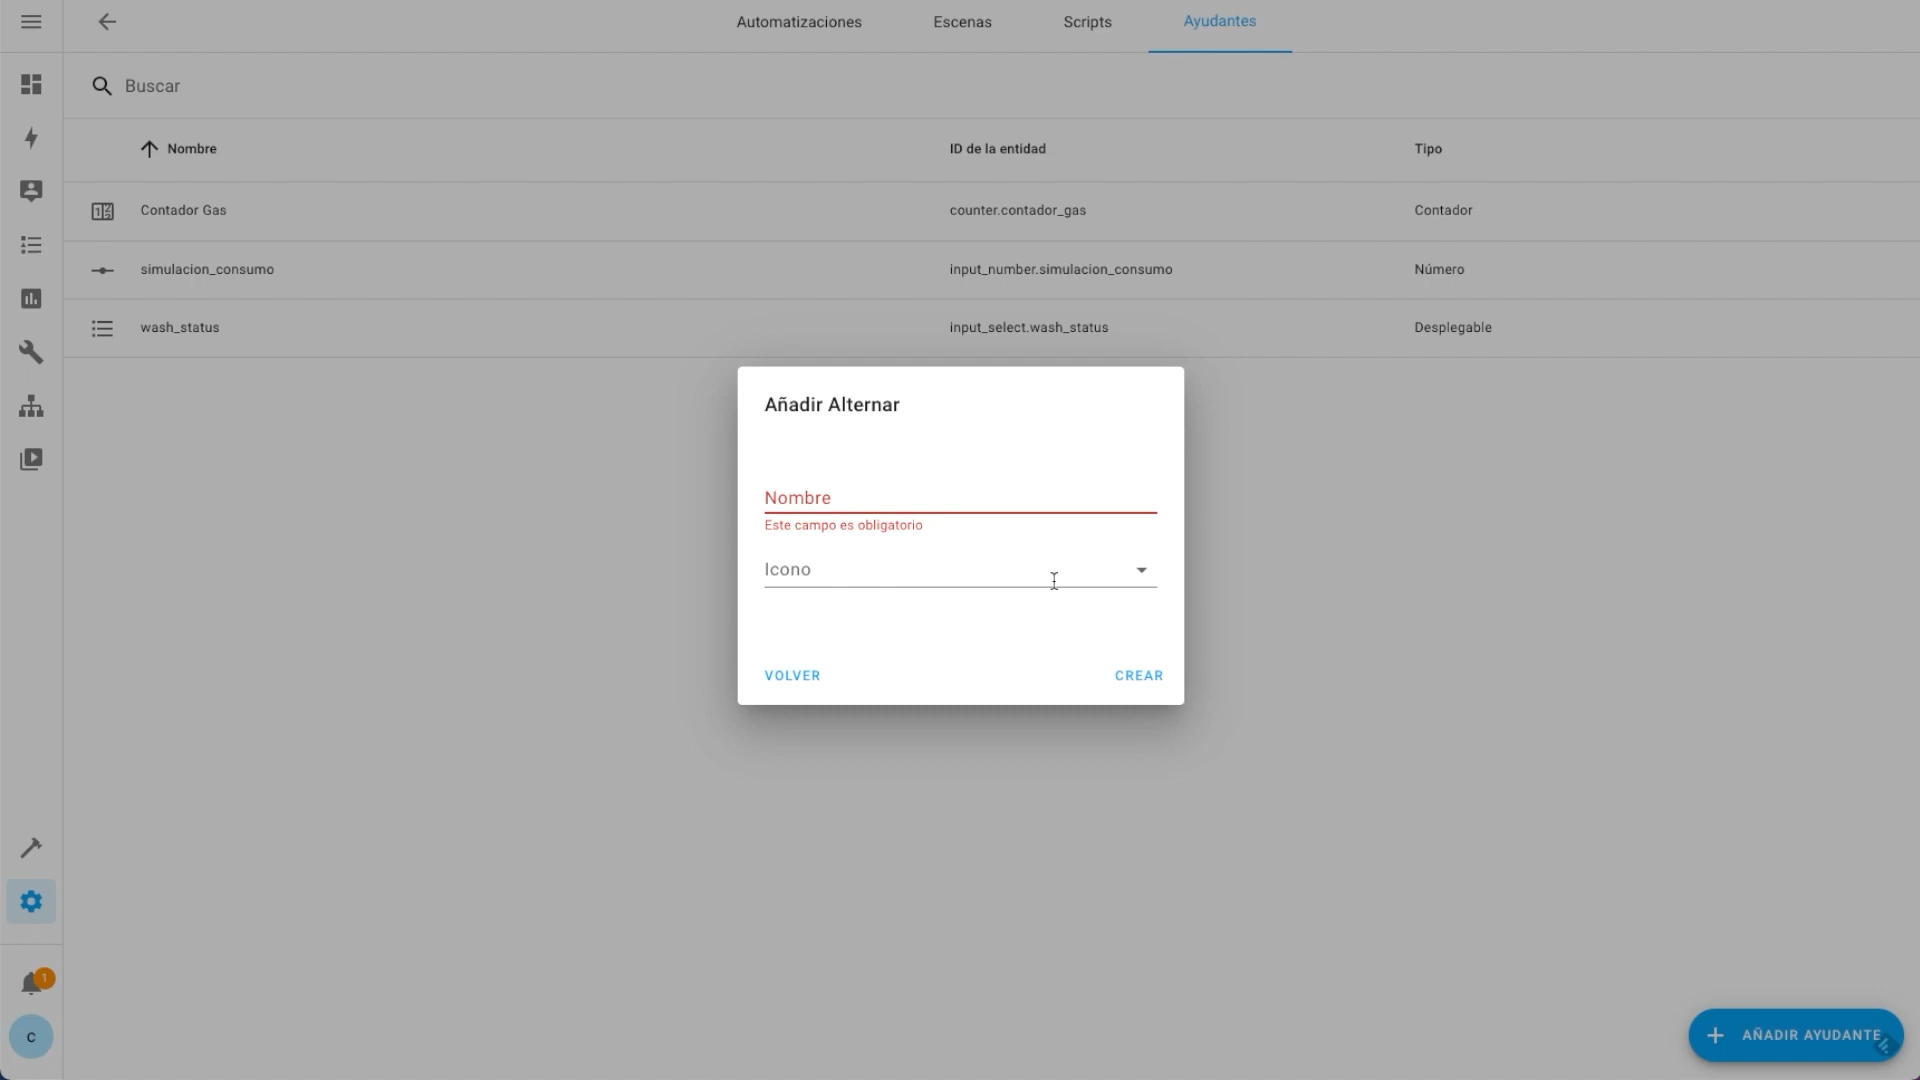 Automatizaciones Escenas Scripts Ayudantes
Buscar
Nombre ID de la entidad Tipo
Contador Gas counter.contador_gas Contador
simulacion_consumo input_number.simulacion_consumo Número
wash_status input_select.wash_status Desplegable
Añadir Alternar
Nombre
Este campo es obligatorio
Icono
VOLVER CREAR
1
C
AÑADIR AYUDANTE